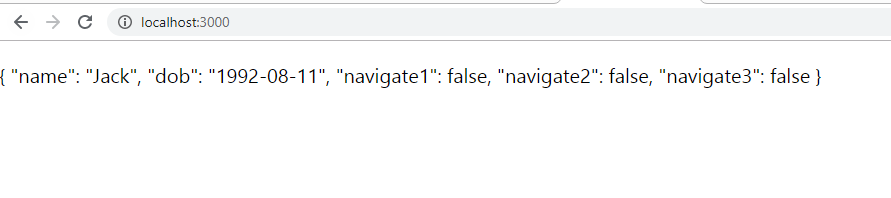 localhost:3000
{ "name": "Jack", "dob": "1992-08-11", "navigate1": false, "navigate2": false, "navigate3": false }